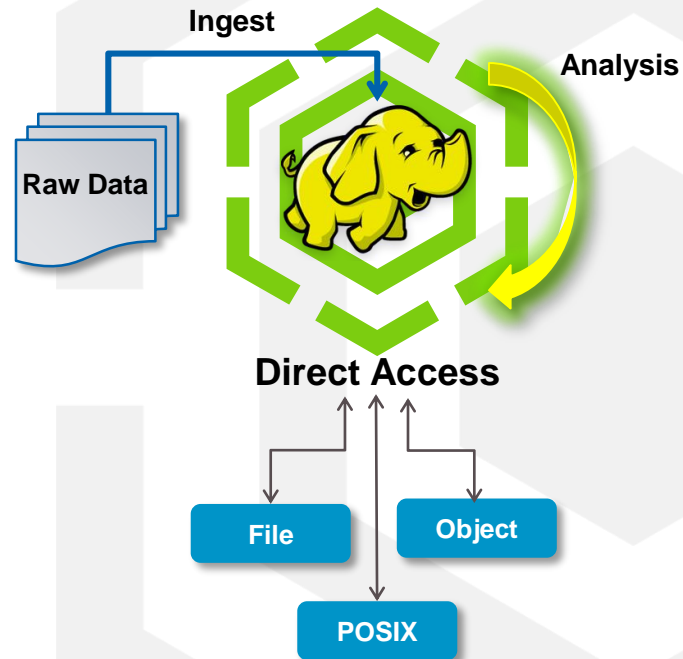 Ingest
Analysis
Raw Data
Direct Access
File
Object
POSIX